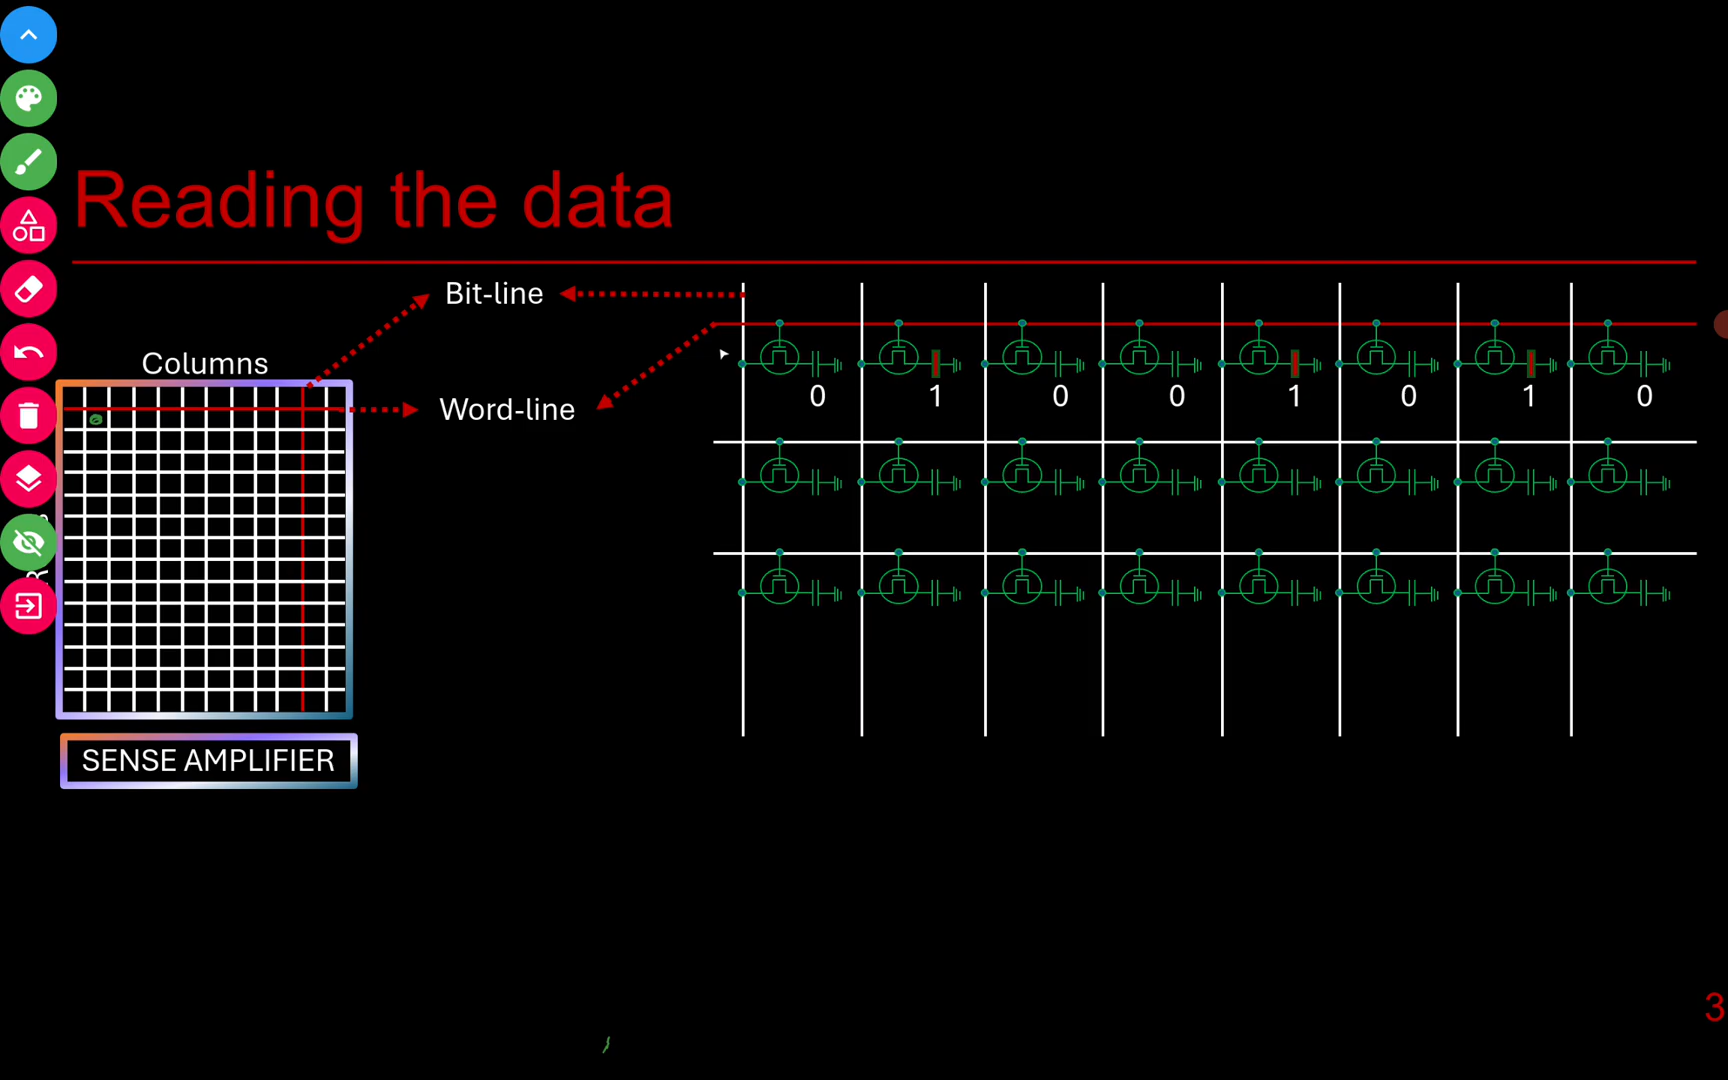 Reading the data
Bit-line
Columns
Word-line
0 1 0 0 1 0 1 0
SENSE AMPLIFIER
3